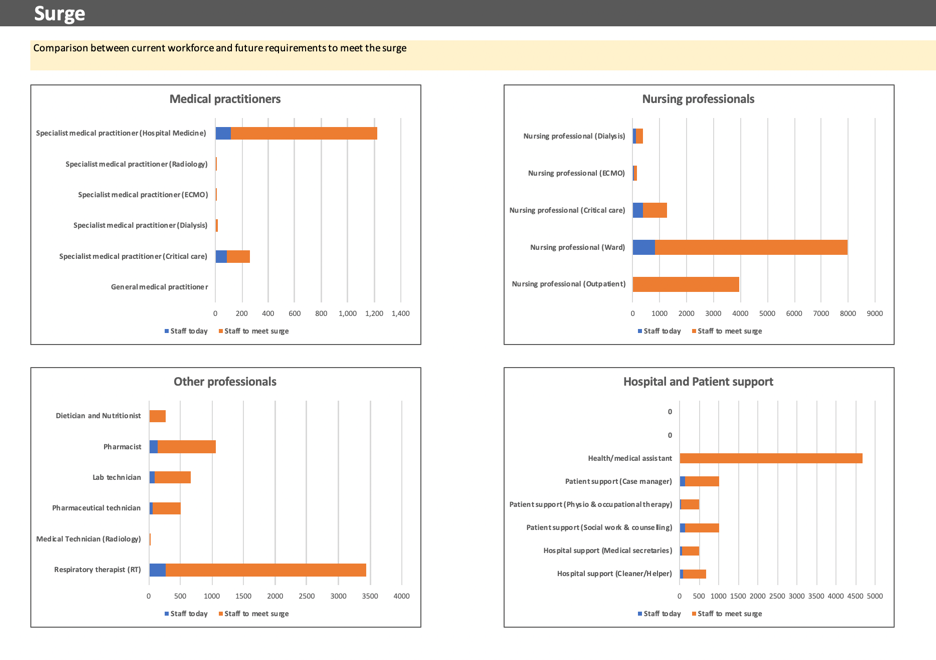 Surge
Comparison between current workforce and future requirements to meet the surge
Medical practitioners
Specialist medical practitioner (Hospital Medicine)
Specialist medical practitioner (Radiology)
Specialist medical practitioner (ECMO)
Specialist medical practitioner (Dialysis)
Specialist medical practitioner (Critical care)
General medical practitioner
0 200 400 600 800 1,000 1,200 1,400
Staff today Staff to meet surge
Nursing professionals
Nursing professional (Dialysis)
Nursing professional (ECMO)
Nursing professional (Critical care)
Nursing professional (Ward)
Nursing professional (Outpatient)
0 1000 2000 3000 4000 5000 6000 7000 8000 9000
Staff today Staff to meet surge
Other professionals
Dietician and Nutritionist
Pharmacist
Lab technician
Pharmaceutical technician
Medical Technician (Radiology)
Respiratory therapist (RT)
0 500 1000 1500 2000 2500 3000 3500 4000
Staff today Staff to meet surge
Hospital and Patient support
0
0
Health/medical assistant
Patient support (Case manager)
Patient support (Physio & occupational therapy)
Patient support (Social work & counselling)
Hospital support (Medical secretaries)
Hospital support (Cleaner/Helper)
0 500 1000 1500 2000 2500 3000 3500 4000 4500 5000
Staff today Staff to meet surge